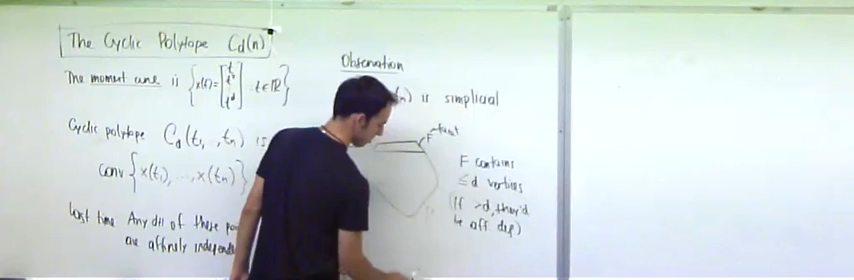 The Cyclic Polytope Cd(n)
The moment curve is { x(t) = [ t t² ⋮ t^d ] : t ∈ ℝ }
Cyclic polytope Cd(t1, , tn) is
conv { x(t1), ..., x(tn) }
Last time Any d+1 of these
are affinely independe
Observation
n) is simplicial
F facet
F contains
≤ d vertices
(If >d, they'd
be aff dep)